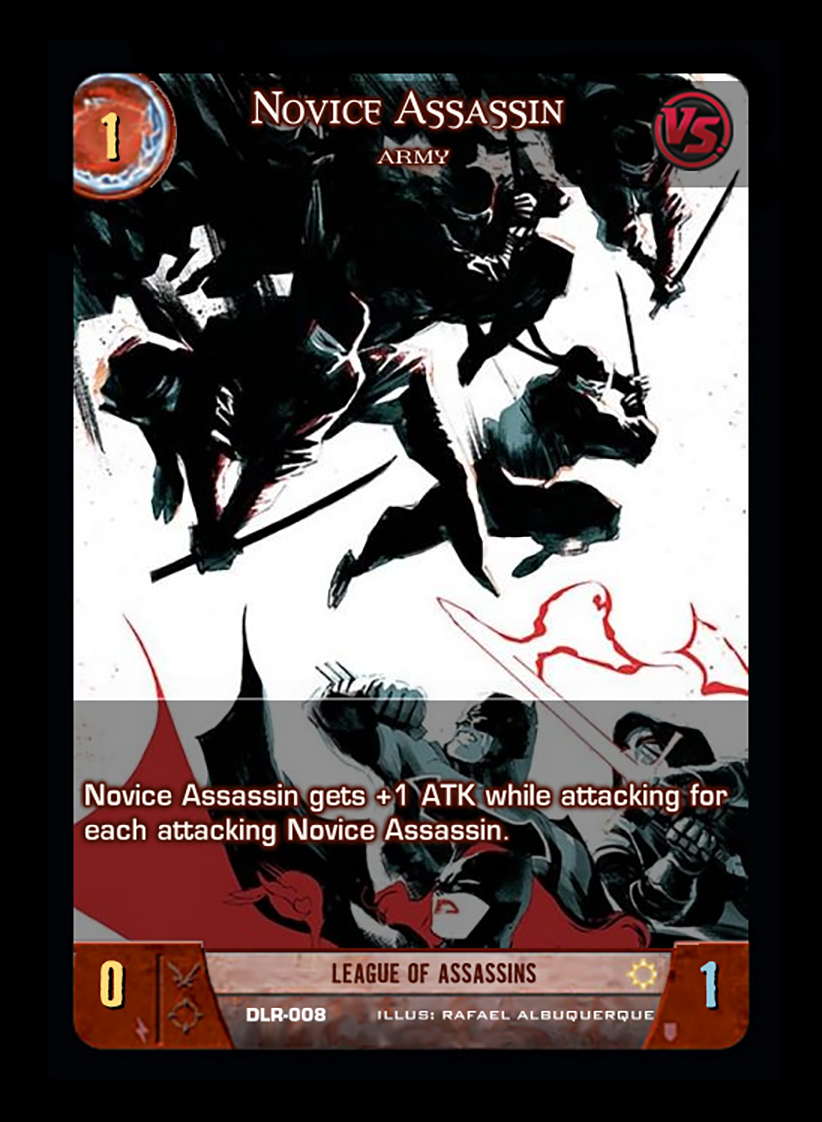 1
Novice Assassin
VS.
ARMY
Novice Assassin gets +1 ATK while attacking for
each attacking Novice Assassin.
0
LEAGUE OF ASSASSINS
1
DLR-008
ILLUS: RAFAEL ALBUQUERQUE